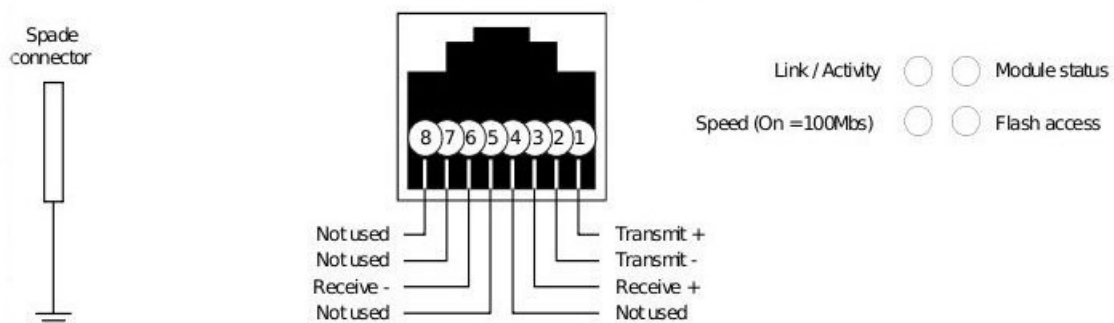 Spade
connector
8 7 6 5 4 3 2 1
Link / Activity
Module status
Speed (On = 100Mbs)
Flash access
Not used
Transmit +
Not used
Transmit -
Receive -
Receive +
Not used
Not used